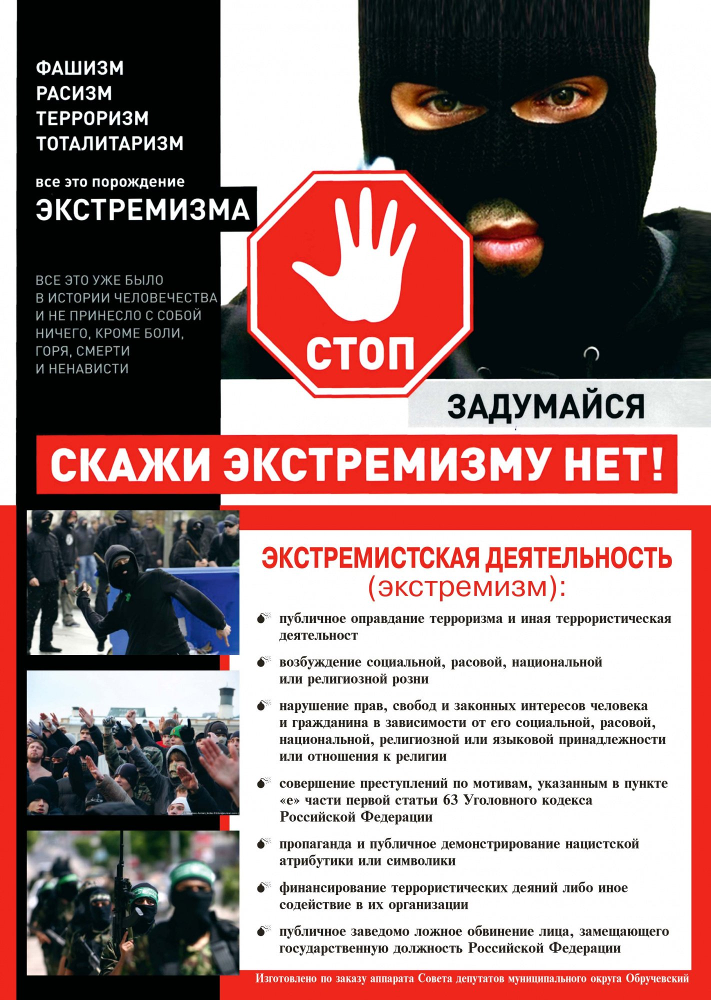 ФАШИЗМ
РАСИЗМ
ТЕРРОРИЗМ
ТОТАЛИТАРИЗМ
все это порождение
ЭКСТРЕМИЗМА
ВСЕ ЭТО УЖЕ БЫЛО
В ИСТОРИИ ЧЕЛОВЕЧЕСТВА
И НЕ ПРИНЕСЛО С СОБОЙ
НИЧЕГО, КРОМЕ БОЛИ,
ГОРЯ, СМЕРТИ
И НЕНАВИСТИ
СТОП
ЗАДУМАЙСЯ
СКАЖИ ЭКСТРЕМИЗМУ НЕТ!
ЭКСТРЕМИСТСКАЯ ДЕЯТЕЛЬНОСТЬ
(экстремизм):
публичное оправдание терроризма и иная террористическая
деятельност
возбуждение социальной, расовой, национальной
или религиозной розни
нарушение прав, свобод и законных интересов человека
и гражданина в зависимости от его социальной, расовой,
национальной, религиозной или языковой принадлежности
или отношения к религии
совершение преступлений по мотивам, указанным в пункте
«е» части первой статьи 63 Уголовного кодекса
Российской Федерации
пропаганда и публичное демонстрирование нацистской
атрибутики или символики
финансирование террористических деяний либо иное
содействие в их организации
публичное заведомо ложное обвинение лица, замещающего
государственную должность Российской Федерации
Изготовлено по заказу аппарата Совета депутатов муниципального округа Обручевский